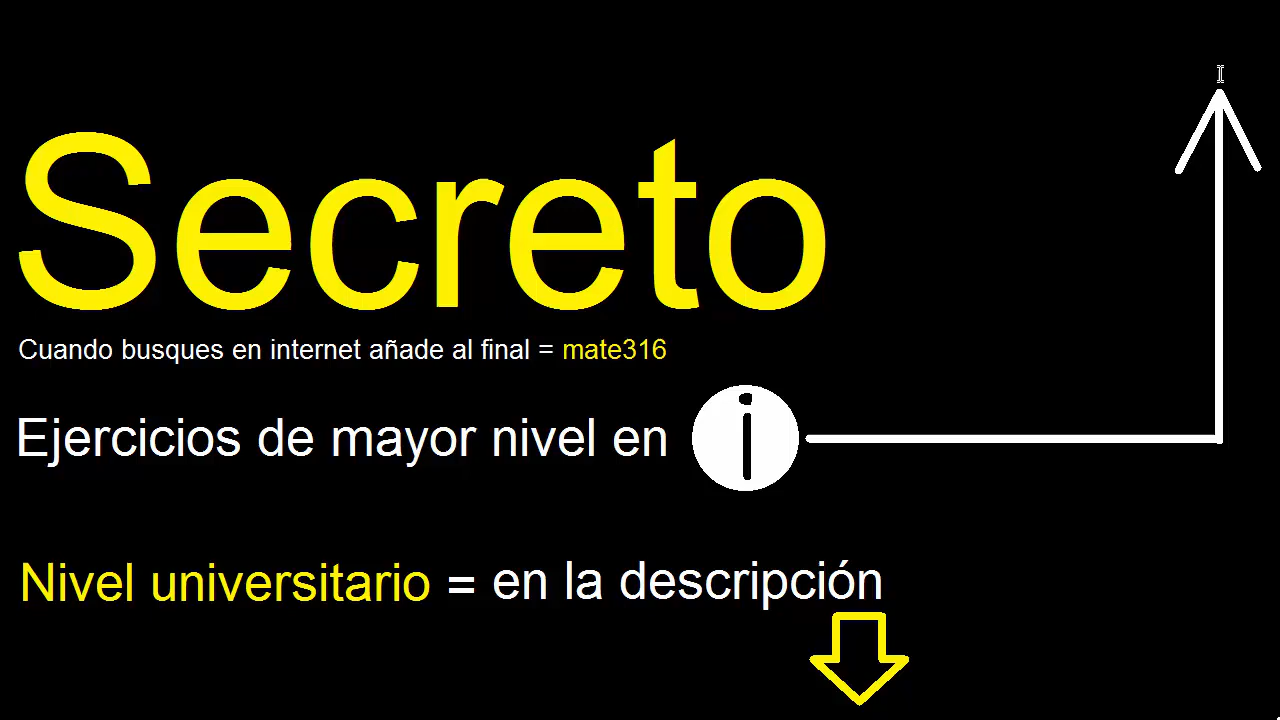 Secreto
Cuando busques en internet añade al final = mate316
Ejercicios de mayor nivel en i
Nivel universitario = en la descripción